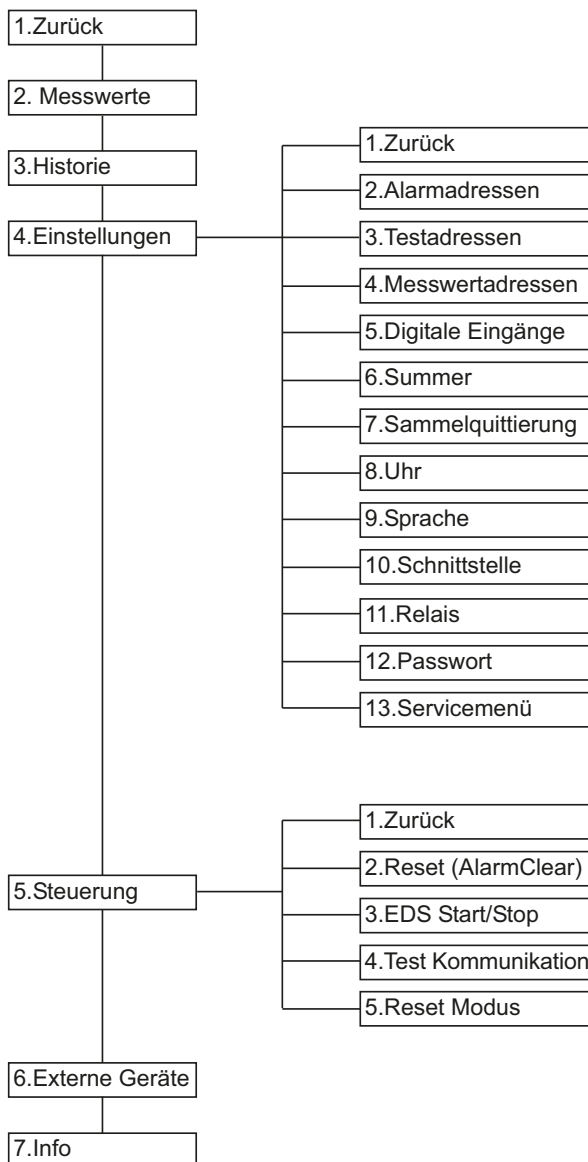 1.Zurück
2. Messwerte
3.Historie
4.Einstellungen
1.Zurück
2.Alarmadressen
3.Testadressen
4.Messwertadressen
5.Digitale Eingänge
6.Summer
7.Sammelquittierung
8.Uhr
9.Sprache
10.Schnittstelle
11.Relais
12.Passwort
13.Servicemenü
5.Steuerung
1.Zurück
2.Reset (AlarmClear)
3.EDS Start/Stop
4.Test Kommunikation
5.Reset Modus
6.Externe Geräte
7.Info